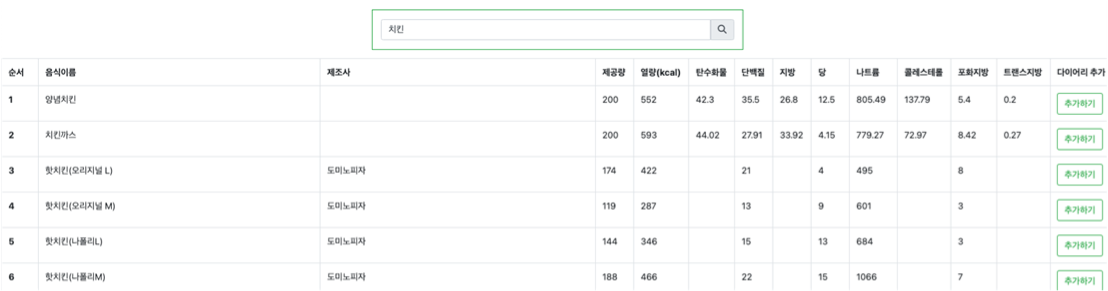 치킨
순서 음식이름 제조사 제공량 열량(kcal) 탄수화물 단백질 지방 당 나트륨 콜레스테롤 포화지방 트랜스지방 다이어리 추가
1 양념치킨 200 552 42.3 35.5 26.8 12.5 805.49 137.79 5.4 0.2 추가하기
2 치킨까스 200 593 44.02 27.91 33.92 4.15 779.27 72.97 8.42 0.27 추가하기
3 핫치킨(오리지널 L) 도미노피자 174 422 21 4 495 8 추가하기
4 핫치킨(오리지널 M) 도미노피자 119 287 13 9 601 3 추가하기
5 핫치킨(나폴리L) 도미노피자 144 346 15 13 684 3 추가하기
6 핫치킨(나폴리M) 도미노피자 188 466 22 15 1066 7 추가하기